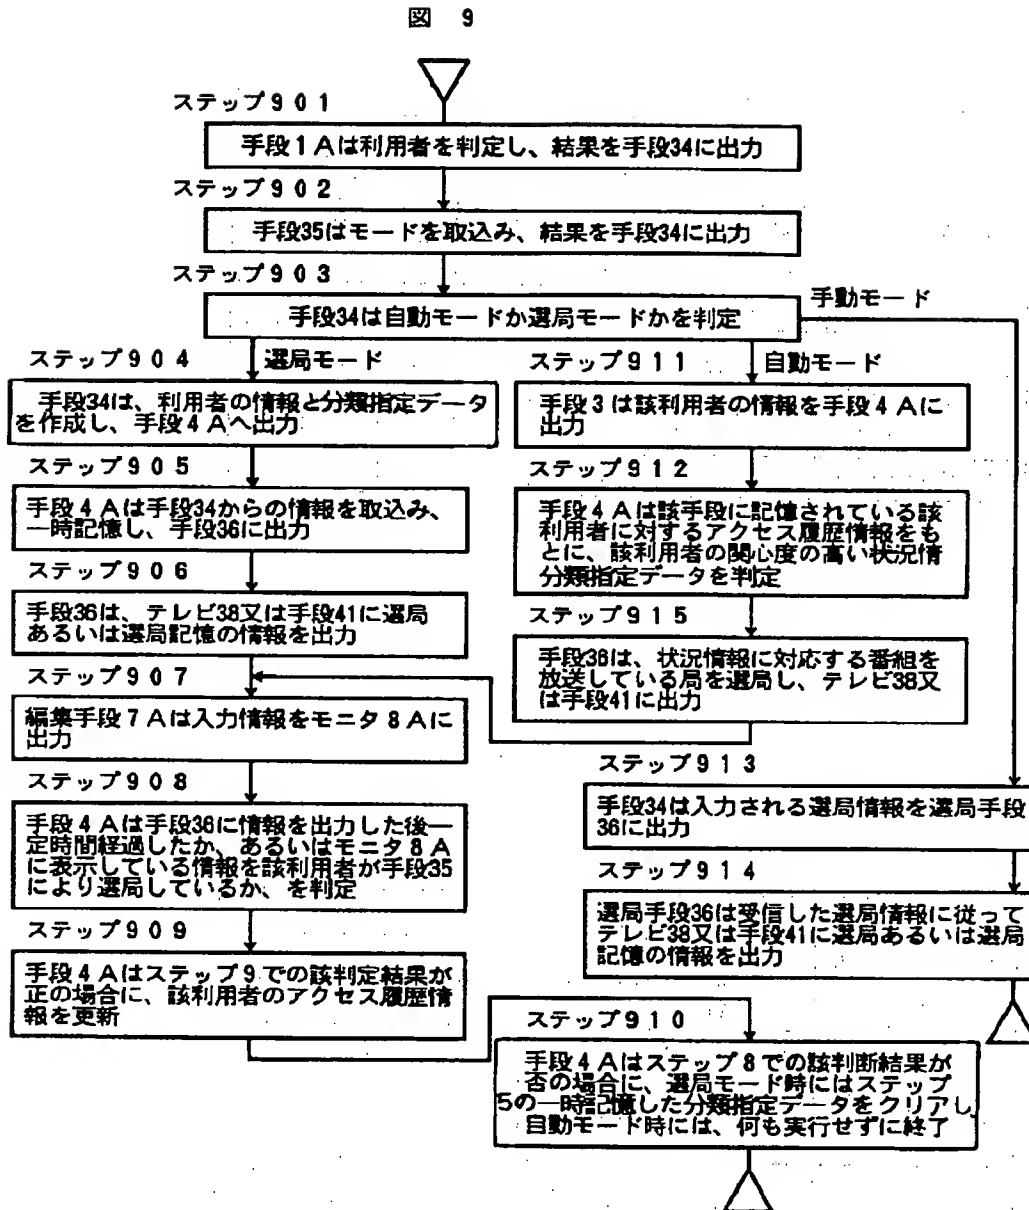 図 9
ステップ901
手段1Aは利用者を判定し、結果を手段34に出力
ステップ902
手段35はモードを取込み、結果を手段34に出力
ステップ903
手動モード
手段34は自動モードか選局モードかを判定
ステップ904
選局モード
手段34は、利用者の情報と分類指定データ
を作成し、手段4Aへ出力
ステップ905
手段4Aは手段34からの情報を取込み、
一時記憶し、手段36に出力
ステップ906
手段36は、テレビ38又は手段41に選局
あるいは選局記憶の情報を出力
ステップ907
編集手段7Aは入力情報をモニタ8Aに
出力
ステップ908
手段4Aは手段36に情報を出力した後一
定時間経過したか、あるいはモニタ8A
に表示している情報を該利用者が手段35
により選局しているか、を判定
ステップ909
手段4Aはステップ9での該判定結果が
正の場合に、該利用者のアクセス履歴情
報を更新
ステップ911
自動モード
手段3は該利用者の情報を手段4Aに
出力
ステップ912
手段4Aは該手段に記憶されている該
利用者に対するアクセス履歴情報をも
とに、該利用者の関心度の高い状況情
分類指定データを判定
ステップ915
手段36は、状況情報に対応する番組を
放送している局を選局し、テレビ38又
は手段41に出力
ステップ913
手段34は入力される選局情報を選局手段
36に出力
ステップ914
選局手段36は受信した選局情報に従って
テレビ38又は手段41に選局あるいは選局
記憶の情報を出力
ステップ910
手段4Aはステップ8での該判断結果が
否の場合に、選局モード時にはステップ
5の一時記憶した分類指定データをクリアし
自動モード時には、何も実行せずに終了